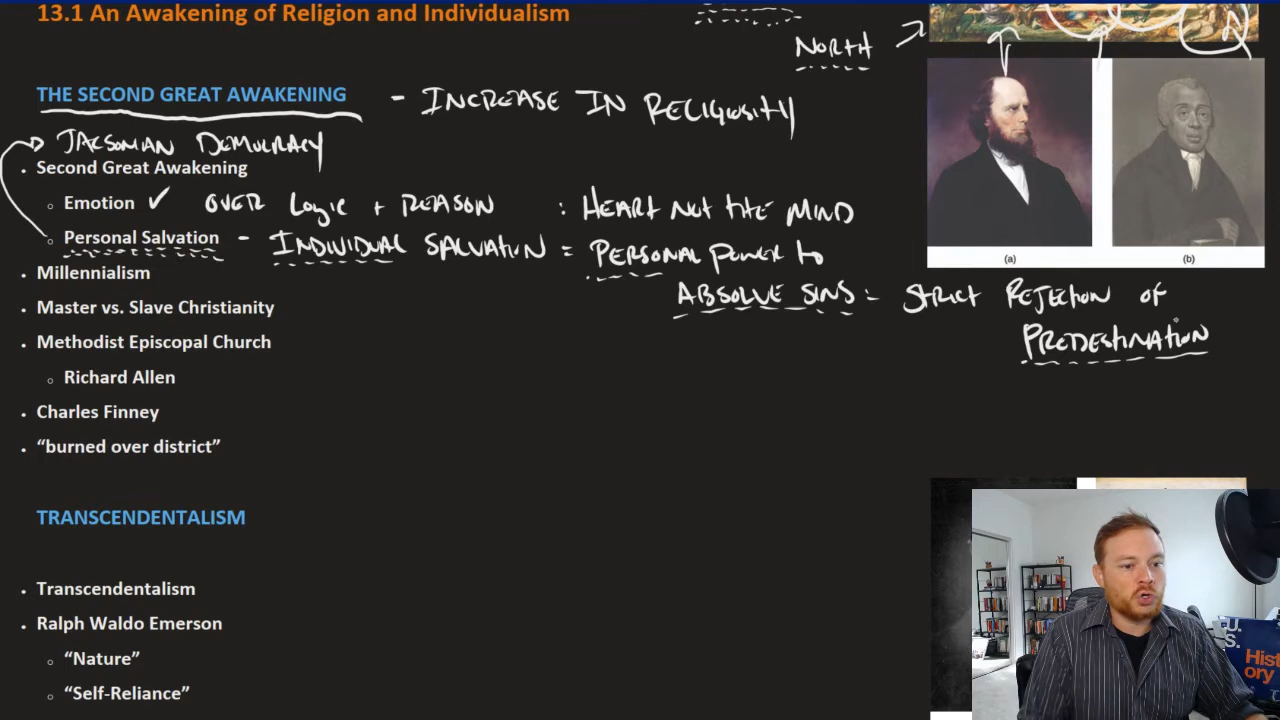 13.1 An Awakening of Religion and Individualism
NORTH
THE SECOND GREAT AWAKENING - INCREASE IN RELIGIOSITY
JACSONIAN DEMOCRACY
Second Great Awakening
Emotion ✓ OVER Logic + REASON : HEART NOT THE MIND
Personal Salvation - INDIVIDUAL SALVATION = PERSONAL POWER to
ABSOLVE SINS = STRICT REJECTION OF
PREDESTINATION
Millennialism
Master vs. Slave Christianity
Methodist Episcopal Church
Richard Allen
Charles Finney
"burned over district"
(a)
(b)
TRANSCENDENTALISM
Transcendentalism
Ralph Waldo Emerson
"Nature"
"Self-Reliance"
U.
S.
Hist
ory